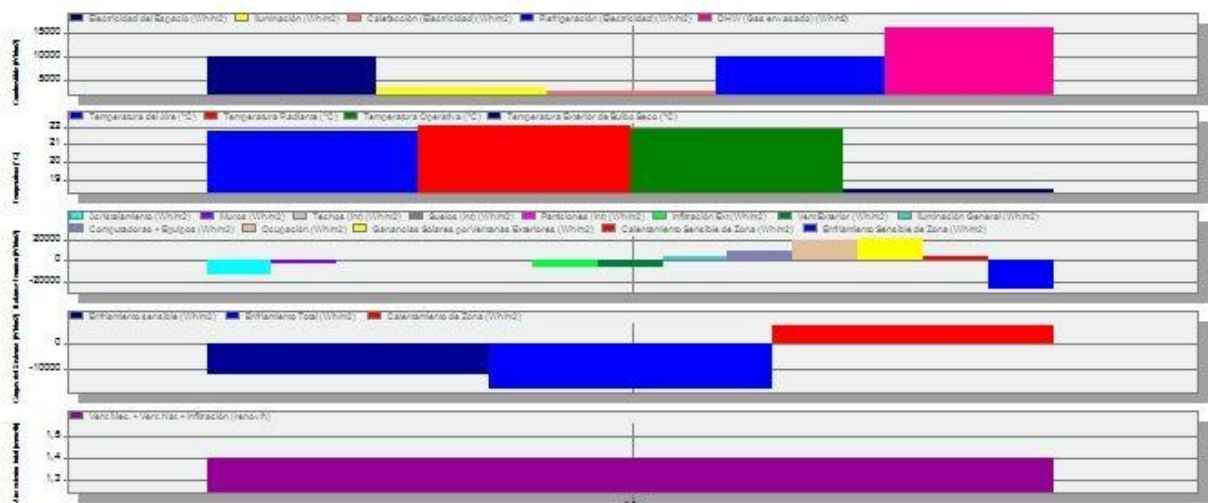 Electricidad del Espacio (Wh/m2) Iluminación (Wh/m2) Calefacción (Electricidad) (Wh/m2) Refrigeración (Electricidad) (Wh/m2) DHW (Gas envasado) (Wh/m2)
15000
10000
5000
Temperatura del Aire (°C) Temperatura Radiante (°C) Temperatura Operativa (°C) Temperatura Exterior de Bulbo Seco (°C)
22
21
20
19
Acristalamiento (Wh/m2) Muros (Wh/m2) Techos (int) (Wh/m2) Suelos (int) (Wh/m2) Particiones (int) (Wh/m2) Infiltración Ext (Wh/m2) Vent Exterior (Wh/m2) Iluminación General (Wh/m2)
Computadoras + Equipos (Wh/m2) Ocupación (Wh/m2) Ganancias Solares por Ventanas Exteriores (Wh/m2) Calentamiento Sensible de Zona (Wh/m2) Enfriamiento Sensible de Zona (Wh/m2)
20000
0
-20000
Enfriamiento sensible (Wh/m2) Enfriamiento Total (Wh/m2) Calentamiento de Zona (Wh/m2)
0
-10000
Vent Mec. + Vent Nat + Infiltración (renov/h)
1,4